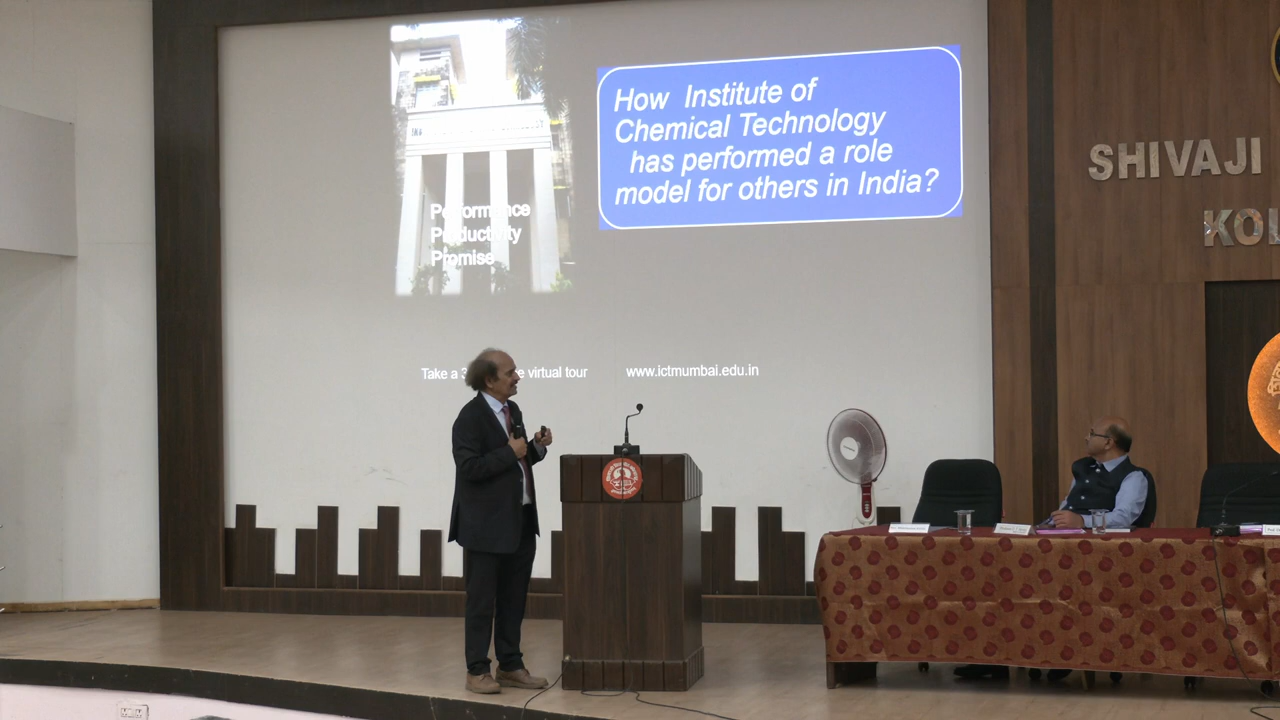 How Institute of
Chemical Technology
has performed a role
model for others in India?
Performance
Productivity
Promise
Take a 3 virtual tour
www.ictmumbai.edu.in
SHIVAJI
KOL